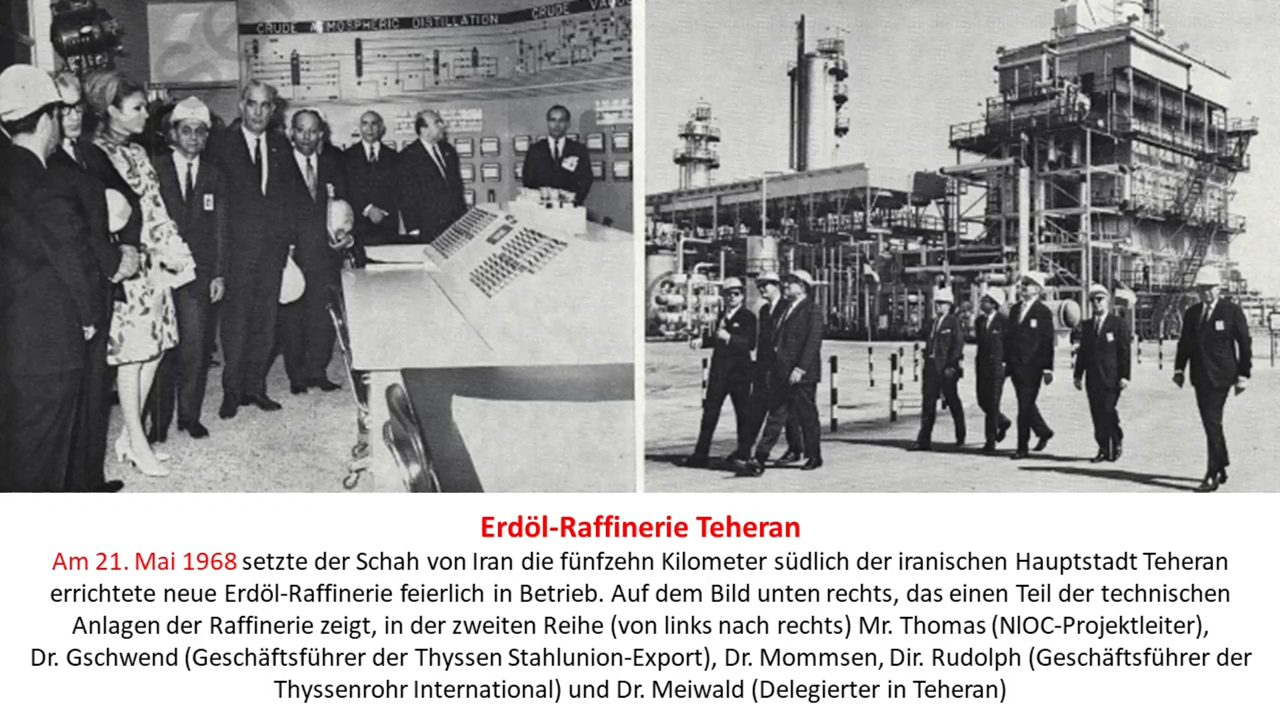 CRUDE ATMOSPHERIC DISTILLATION
CRUDE
Erdöl-Raffinerie Teheran
Am 21. Mai 1968 setzte der Schah von Iran die fünfzehn Kilometer südlich der iranischen Hauptstadt Teheran
errichtete neue Erdöl-Raffinerie feierlich in Betrieb. Auf dem Bild unten rechts, das einen Teil der technischen
Anlagen der Raffinerie zeigt, in der zweiten Reihe (von links nach rechts) Mr. Thomas (NIOC-Projektleiter),
Dr. Gschwend (Geschäftsführer der Thyssen Stahlunion-Export), Dr. Mommsen, Dir. Rudolph (Geschäftsführer der
Thyssenrohr International) und Dr. Meiwald (Delegierter in Teheran)